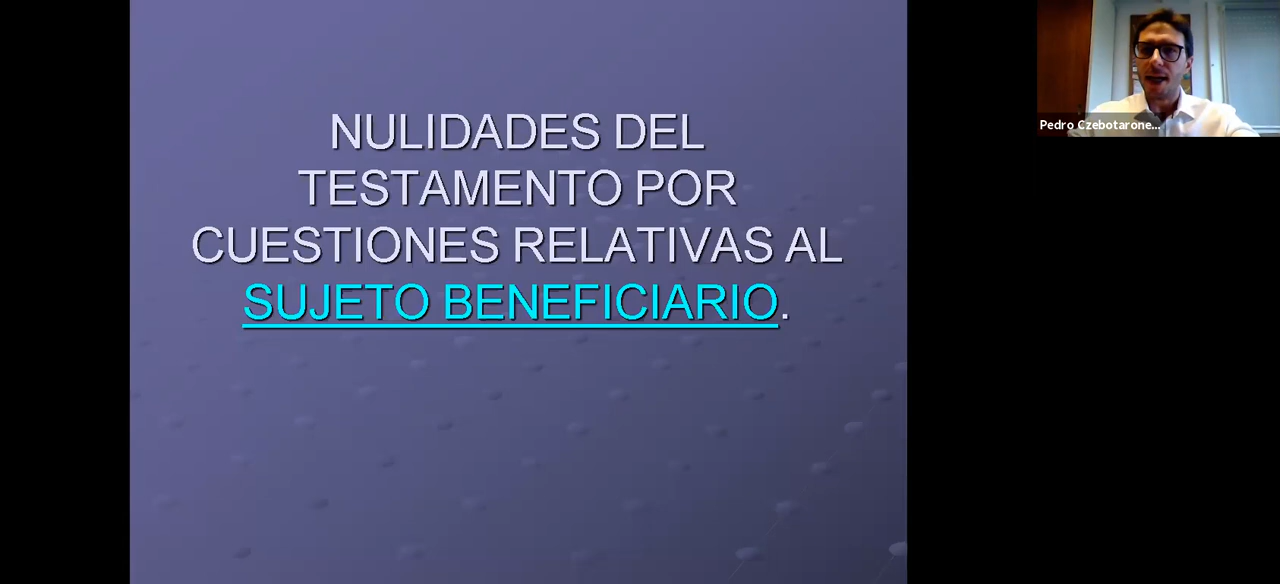 NULIDADES DEL
TESTAMENTO POR
CUESTIONES RELATIVAS AL
SUJETO BENEFICIARIO.
Pedro Czebotarone...